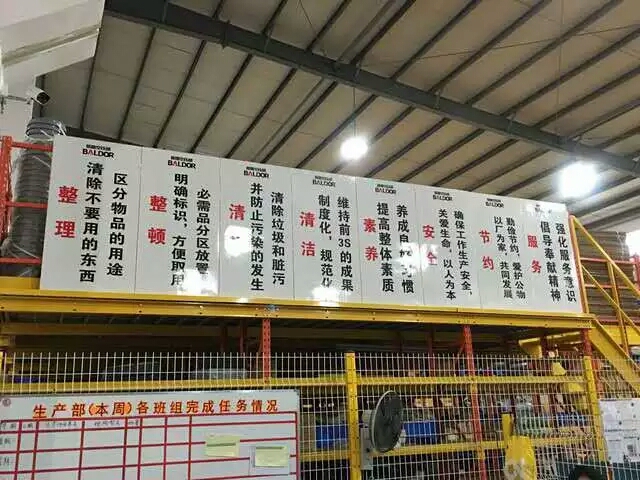 BALDOR
整理
区分物品的用途
清除不要用的东西
BALDOR
整顿
必需品分区放置
明确标识，方便取用
BALDOR
清
清除垃圾和脏污
并防止污染的发生
BALDOR
清洁
维持前3S的成果
制度化，规范化
BALDOR
素养
养成自 习惯
提高整体素质
BALDOR
安全
确保工作生产安全，
关爱生命，以人为本
BALDOR
节约
勤俭节约，爱护公物
以厂为家，共同发展
BALDOR
服务
强化服务意识
倡导奉献精神
生产部(本周)各班组完成任务情况